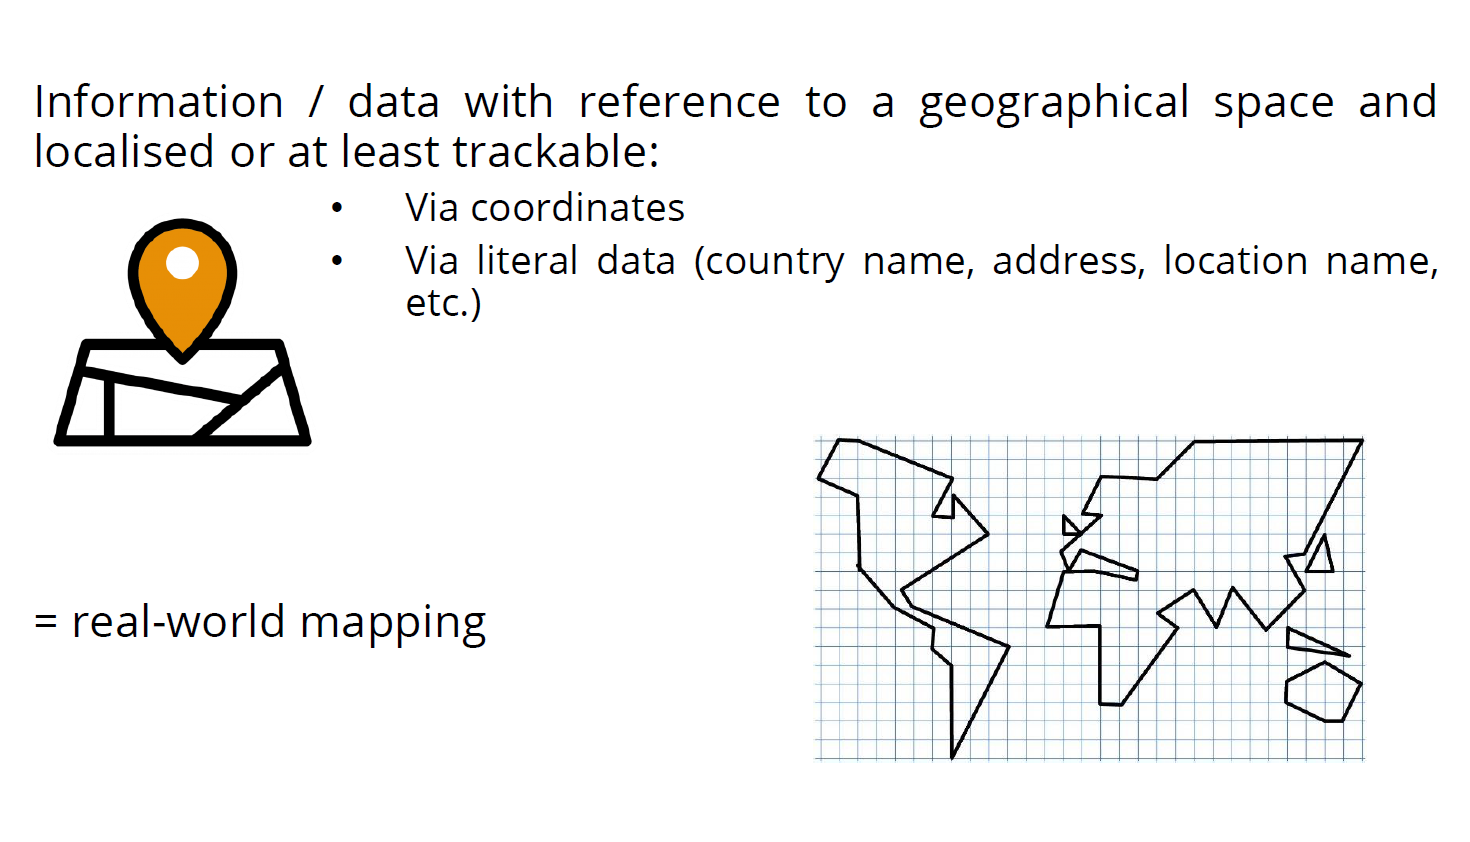 Information / data with reference to a geographical space and
localised or at least trackable:
• Via coordinates
• Via literal data (country name, address, location name,
etc.)
= real-world mapping